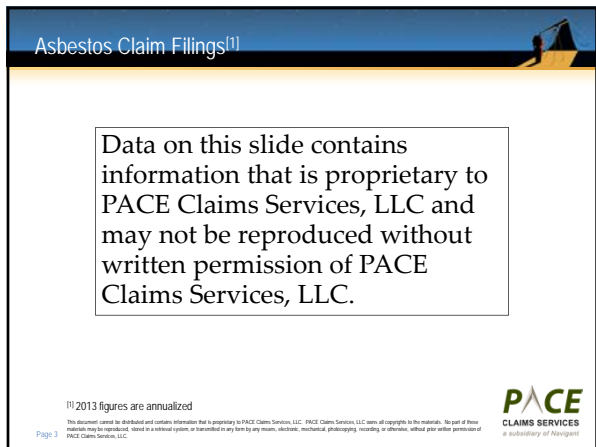 Asbestos Claim Filings[1]
Data on this slide contains
information that is proprietary to
PACE Claims Services, LLC and
may not be reproduced without
written permission of PACE
Claims Services, LLC.
[1] 2013 figures are annualized
This document cannot be distributed and contains information that is proprietary to PACE Claims Services, LLC. PACE Claims Services, LLC owns all copyrights to the materials. No part of these
materials may be reproduced, stored in a retrieval system, or transmitted in any form by any means, electronic, mechanical, photocopying, recording or otherwise, without prior written permission of
Page 3 PACE Claims Services, LLC.
PACE
CLAIMS SERVICES
a subsidiary of Navigant